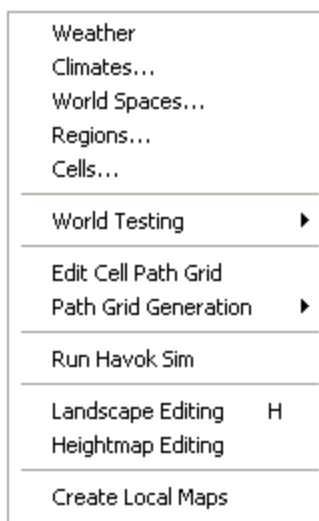 Weather
Climates...
World Spaces...
Regions...
Cells...
World Testing
Edit Cell Path Grid
Path Grid Generation
Run Havok Sim
Landscape Editing H
Heightmap Editing
Create Local Maps